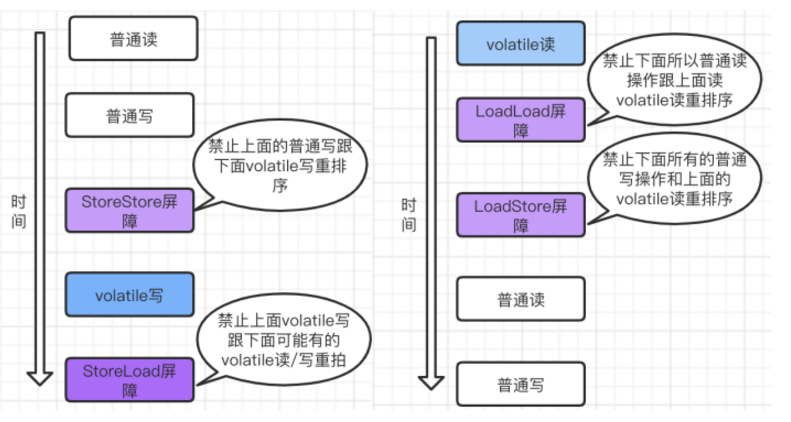 普通读
普通写
禁止上面的普通写跟
下面volatile写重排
序
StoreStore屏
障
时
间
volatile写
禁止上面volatile写
跟下面可能有的
volatile读/写重拍
StoreLoad屏
障
volatile读
禁止下面所以普通读
操作跟上面读
volatile读重排序
LoadLoad屏
障
禁止下面所有的普通
写操作和上面的
volatile读重排序
LoadStore屏
障
时
间
普通读
普通写